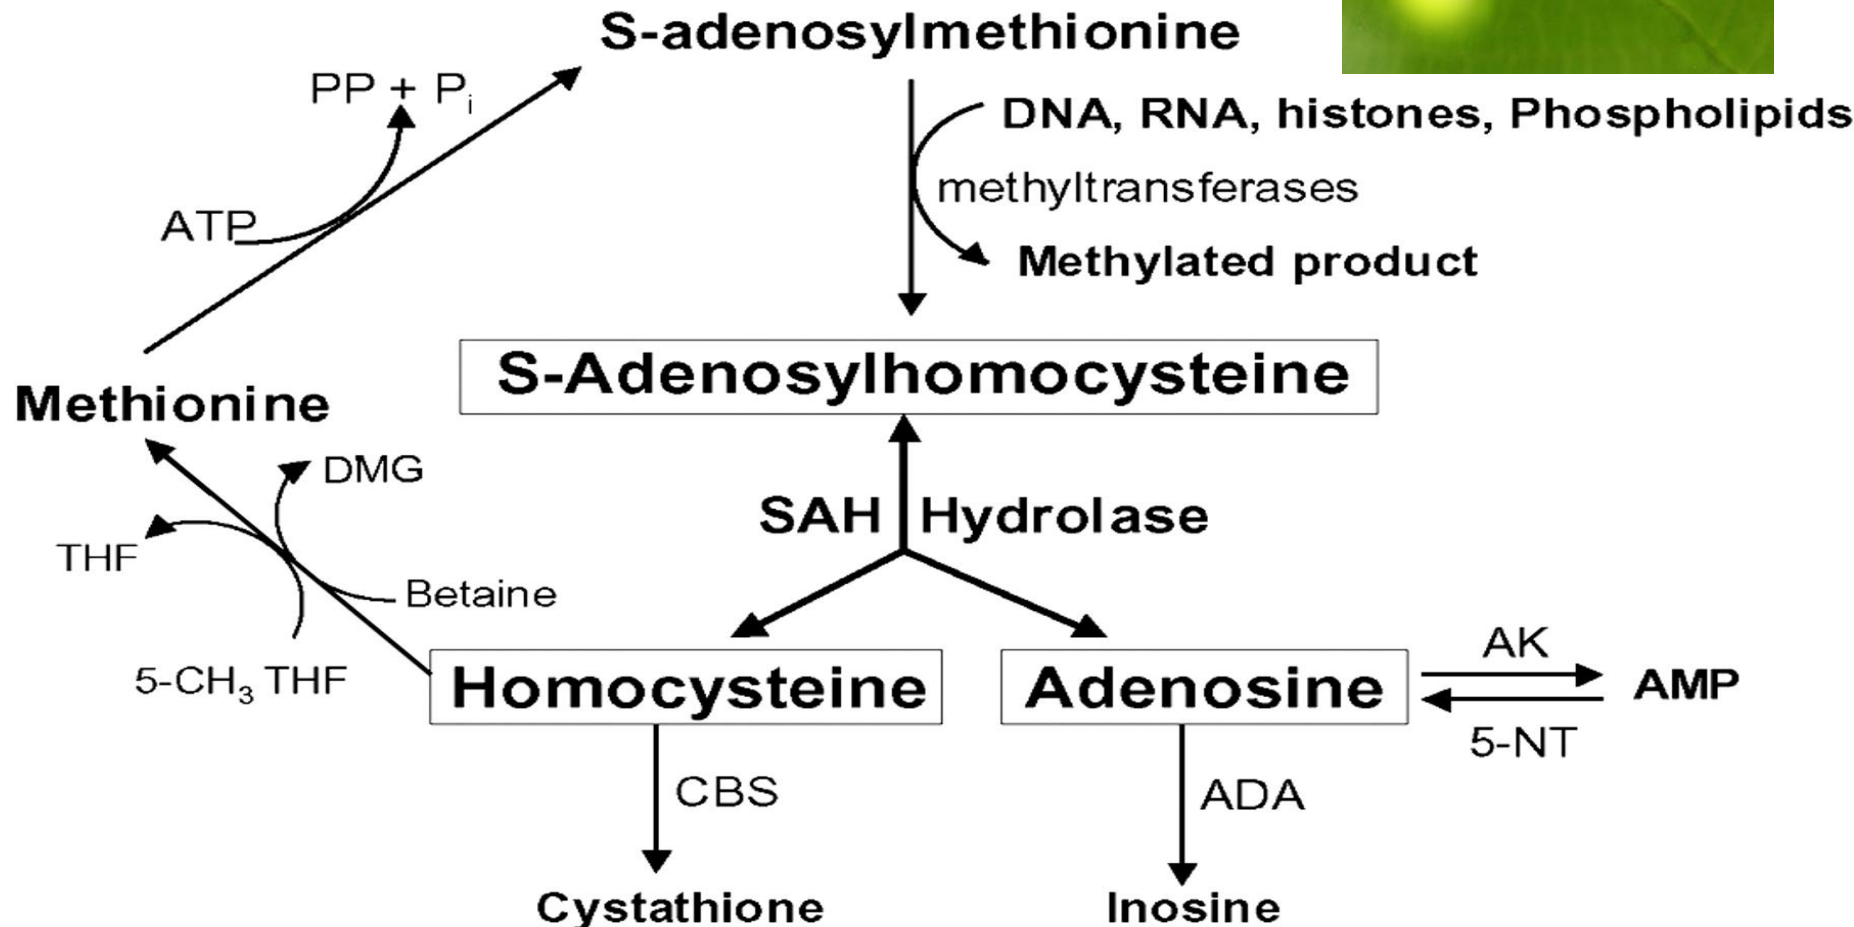 S-adenosylmethionine
PP + Pi
DNA, RNA, histones, Phospholipids
methyltransferases
ATP
Methylated product
S-Adenosylhomocysteine
Methionine
DMG
SAH Hydrolase
THF
Betaine
5-CH3 THF
Homocysteine
Adenosine
AK
AMP
5-NT
CBS
ADA
Cystathione
Inosine